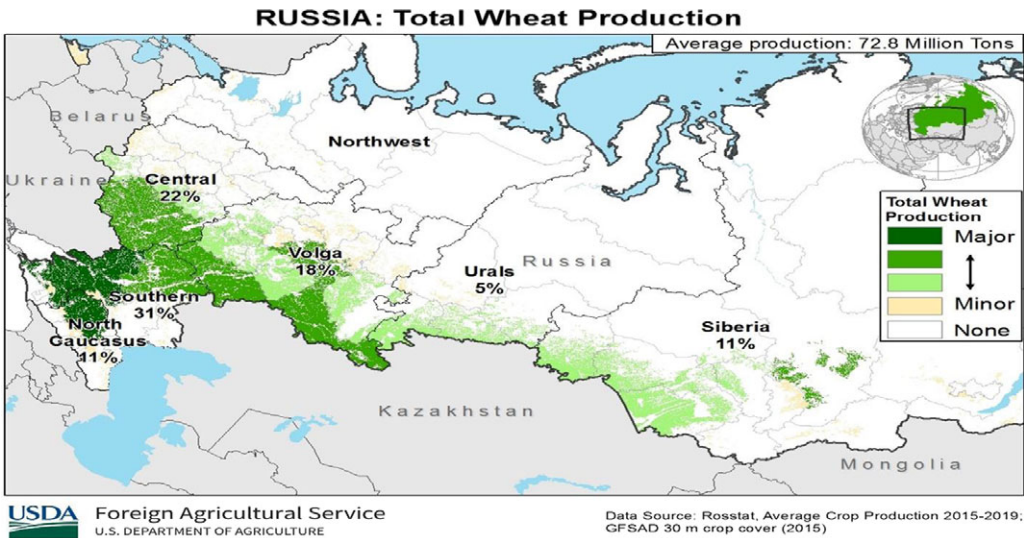 RUSSIA: Total Wheat Production
Average production: 72.8 Million Tons
Belarus
Northwest
Ukraine
Central
22%
Total Wheat
Production
Major
Minor
None
Volga
18%
Urals
5%
Russia
Southern
31%
North
Caucasus
11%
Siberia
11%
Kazakhstan
Mongolia
USDA
Foreign Agricultural Service
U.S. DEPARTMENT OF AGRICULTURE
Data Source: Rosstat, Average Crop Production 2015-2019;
GFSAD 30 m crop cover (2015)